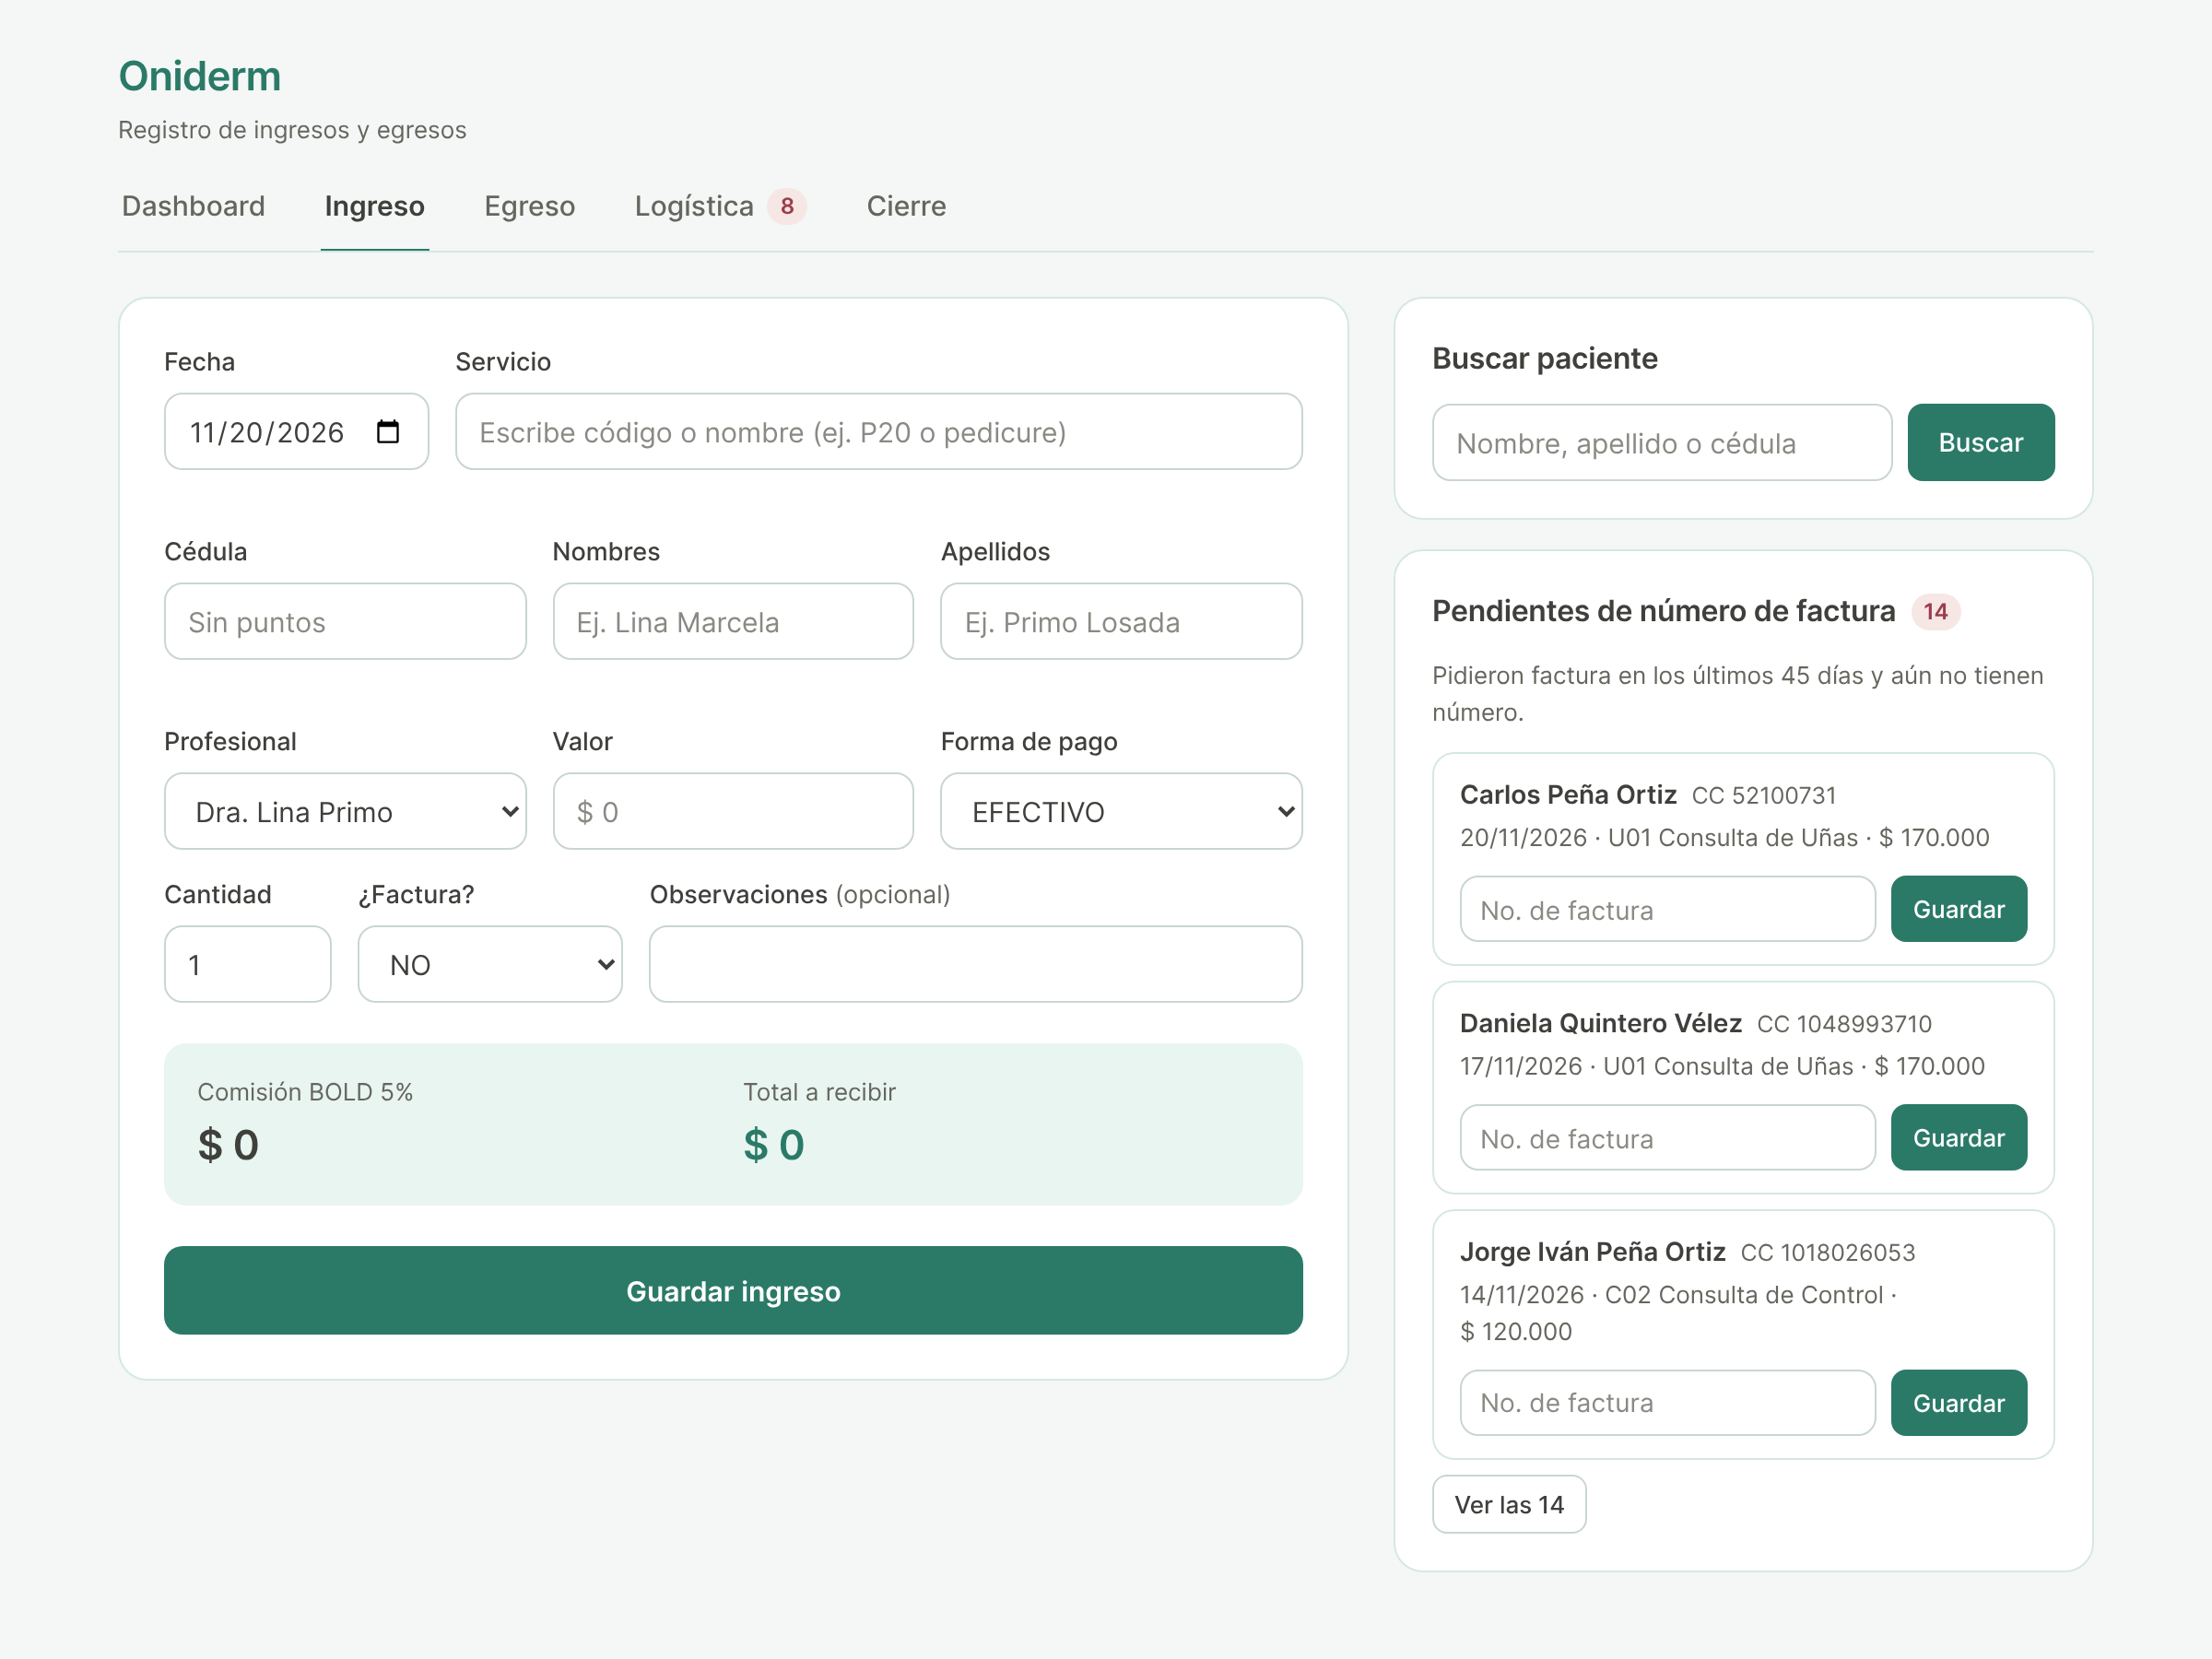 Oniderm
Registro de ingresos y egresos
Dashboard Ingreso Egreso Logística 8 Cierre
Fecha Servicio
11/20/2026 Escribe código o nombre (ej. P20 o pedicure)
Cédula Nombres Apellidos
Sin puntos Ej. Lina Marcela Ej. Primo Losada
Profesional Valor Forma de pago
Dra. Lina Primo $ 0 EFECTIVO
Cantidad ¿Factura? Observaciones (opcional)
1 NO
Comisión BOLD 5% Total a recibir
$ 0 $ 0
Guardar ingreso
Buscar paciente
Nombre, apellido o cédula Buscar
Pendientes de número de factura 14
Pidieron factura en los últimos 45 días y aún no tienen
número.
Carlos Peña Ortiz CC 52100731
20/11/2026 · U01 Consulta de Uñas · $ 170.000
No. de factura Guardar
Daniela Quintero Vélez CC 1048993710
17/11/2026 · U01 Consulta de Uñas · $ 170.000
No. de factura Guardar
Jorge Iván Peña Ortiz CC 1018026053
14/11/2026 · C02 Consulta de Control ·
$ 120.000
No. de factura Guardar
Ver las 14